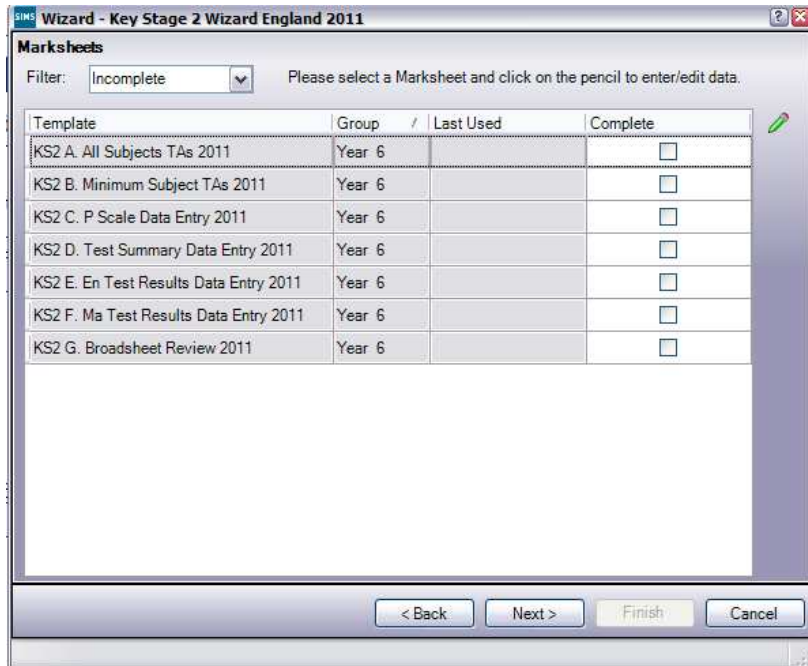 SIMS Wizard - Key Stage 2 Wizard England 2011
Marksheets
Filter: Incomplete Please select a Marksheet and click on the pencil to enter/edit data.
Template Group / Last Used Complete
KS2 A. All Subjects TAs 2011 Year 6
KS2 B. Minimum Subject TAs 2011 Year 6
KS2 C. P Scale Data Entry 2011 Year 6
KS2 D. Test Summary Data Entry 2011 Year 6
KS2 E. En Test Results Data Entry 2011 Year 6
KS2 F. Ma Test Results Data Entry 2011 Year 6
KS2 G. Broadsheet Review 2011 Year 6
< Back Next > Finish Cancel